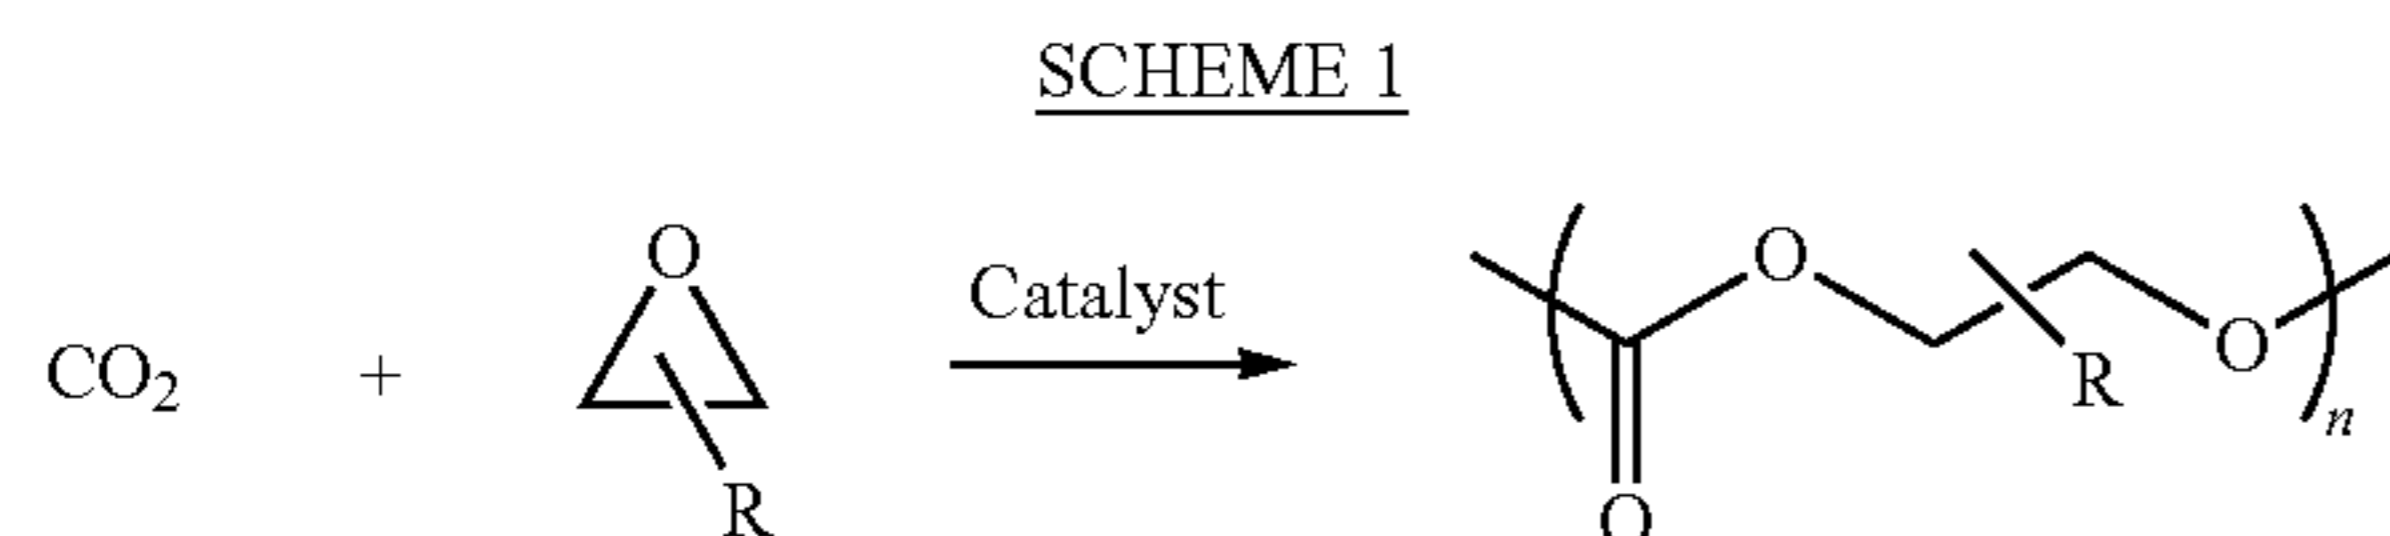 SCHEME 1
CO₂ + O R Catalyst O O R O n